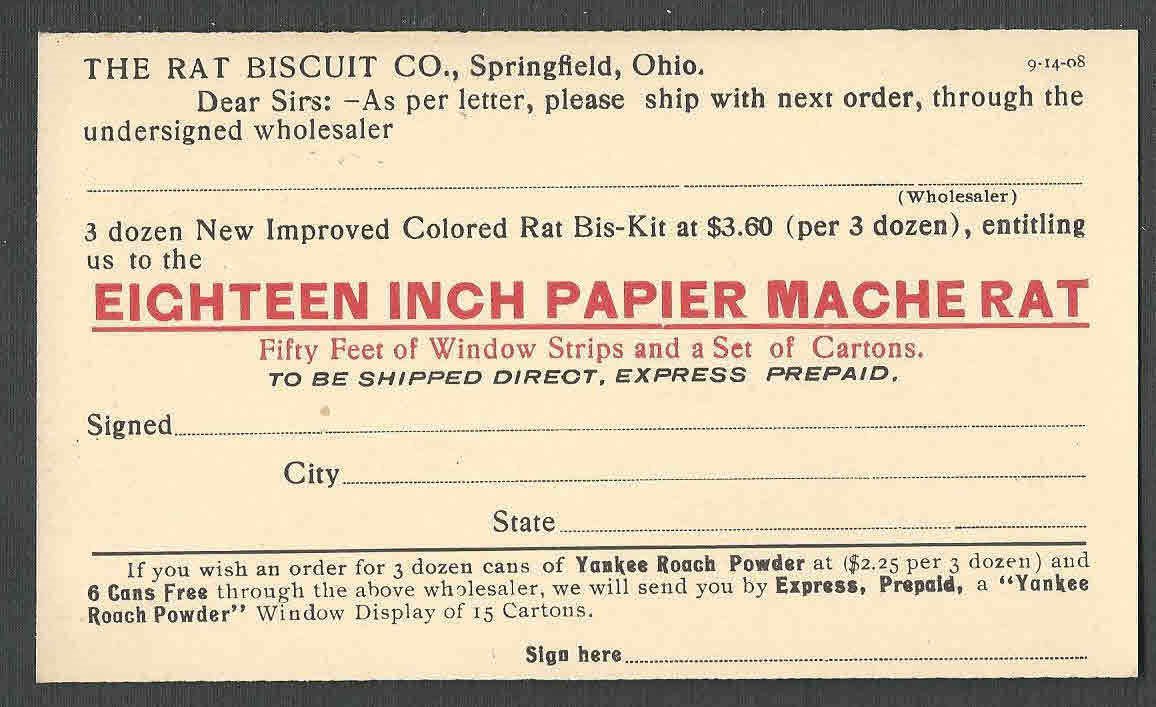 THE RAT BISCUIT CO., Springfield, Ohio. 9-14-08
Dear Sirs: -As per letter, please ship with next order, through the
undersigned wholesaler
(Wholesaler)
3 dozen New Improved Colored Rat Bis-Kit at $3.60 (per 3 dozen), entitling
us to the
EIGHTEEN INCH PAPIER MACHE RAT
Fifty Feet of Window Strips and a Set of Cartons.
TO BE SHIPPED DIRECT, EXPRESS PREPAID.
Signed
City
State
If you wish an order for 3 dozen cans of Yankee Roach Powder at ($2.25 per 3 dozen) and
6 Cans Free through the above wholesaler, we will send you by Express, Prepaid, a "Yankee
Roach Powder" Window Display of 15 Cartons.
Sign here